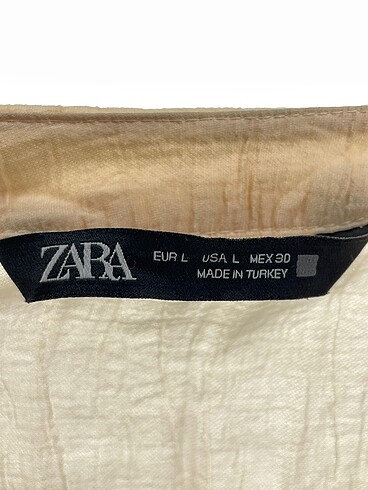 ZARA
EUR L USA L MEX 30
MADE IN TURKEY